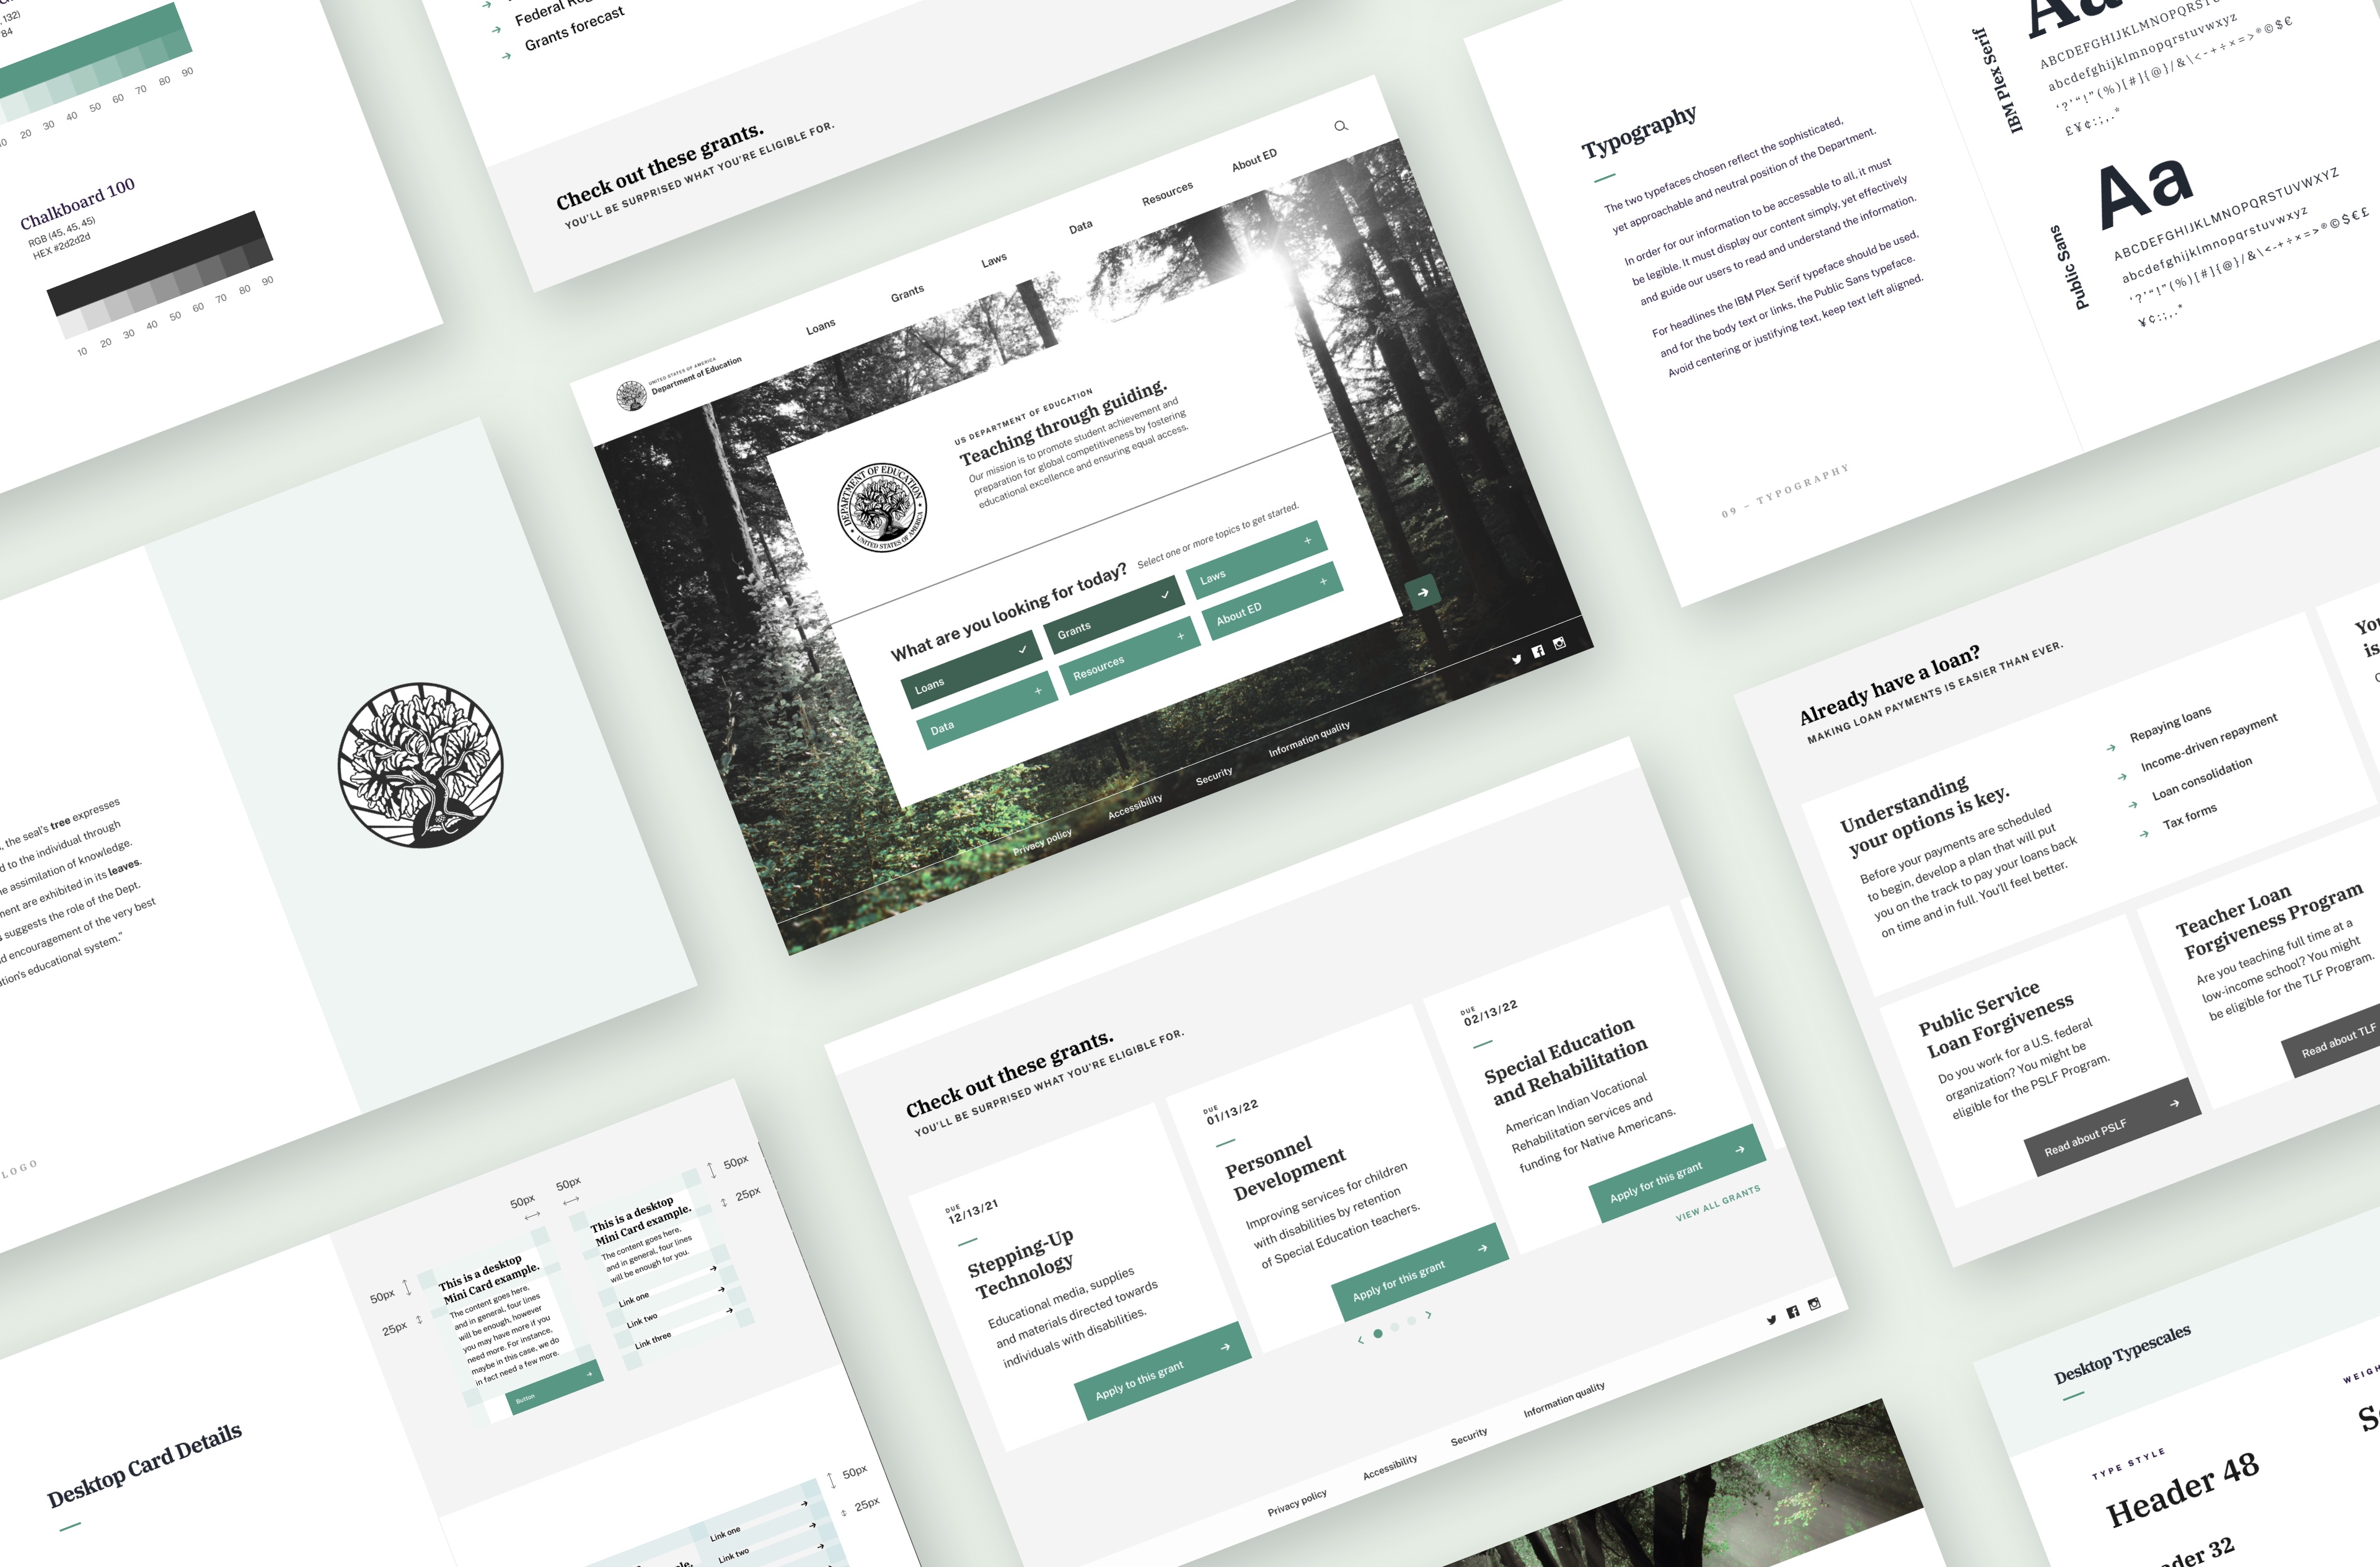 , 132)
84
20 30 40 50 60 70 80 90
Chalkboard 100
RGB (45, 45, 45)
HEX #2d2d2d
10 20 30 40 50 60 70 80 90
Grants forecast
Check out these grants.
YOU'LL BE SURPRISED WHAT YOU'RE ELIGIBLE FOR.
UNITED STATES OF AMERICA
Department of Education
Loans
Grants
Laws
Data
Resources
About ED
DEPARTMENT OF EDUCATION
UNITED STATES OF AMERICA
US DEPARTMENT OF EDUCATION
Teaching through guiding.
Our mission is to promote student achievement and
preparation for global competitiveness by fostering
educational excellence and ensuring equal access.
What are you looking for today? Select one or more topics to get started.
Loans
Grants
Laws
+
Data
+
Resources
+
About ED
+
Privacy policy
Accessibility
Security
Information quality
Typography
The two typefaces chosen reflect the sophisticated,
yet approachable and neutral position of the Department.
In order for our information to be accessable to all, it must
be legible. It must display our content simply, yet effectively
and guide our users to read and understand the information.
For headlines the IBM Plex Serif typeface should be used,
and for the body text or links, the Public Sans typeface.
Avoid centering or justifying text, keep text left aligned.
09 – TYPOGRAPHY
IBM Plex Serif
Aa
abcdefghijklmnopqrstuvwxyz
‘?’“!”(%)[#]{@}/&\<-+÷×=>®©$€
£¥¢:;,.*
Public Sans
Aa
ABCDEFGHIJKLMNOPQRSTUVWXYZ
abcdefghijklmnopqrstuvwxyz
‘?’“!”(%)[#]{@}/&\<-+÷×=>®©$€£
¥¢:;,.*
, the seal's tree expresses
d to the individual through
assimilation of knowledge.
are exhibited in its leaves.
suggests the role of the Dept.
encouragement of the very best
educational system."
LOGO
Already have a loan?
MAKING LOAN PAYMENTS IS EASIER THAN EVER.
Understanding
your options is key.
Before your payments are scheduled
to begin, develop a plan that will put
you on the track to pay your loans back
on time and in full. You'll feel better.
Repaying loans
Income-driven repayment
Loan consolidation
Tax forms
Public Service
Loan Forgiveness
Do you work for a U.S. federal
organization? You might be
eligible for the PSLF Program.
Read about PSLF
Teacher Loan
Forgiveness Program
Are you teaching full time at a
low-income school? You might
be eligible for the TLF Program.
Read about TLF
Check out these grants.
YOU'LL BE SURPRISED WHAT YOU'RE ELIGIBLE FOR.
DUE
12/13/21
Stepping-Up
Technology
Educational media, supplies
and materials directed towards
individuals with disabilities.
Apply to this grant
DUE
01/13/22
Personnel
Development
Improving services for children
with disabilities by retention
of Special Education teachers.
Apply for this grant
DUE
02/13/22
Special Education
and Rehabilitation
American Indian Vocational
Rehabilitation services and
funding for Native Americans.
Apply for this grant
VIEW ALL GRANTS
Privacy policy
Accessibility
Security
Information quality
Desktop Card Details
50px
25px
50px
50px
50px
25px
This is a desktop
Mini Card example.
The content goes here,
and in general, four lines
will be enough, however
you may have more if you
need more. For instance,
maybe in this case, we do
in fact need a few more.
Button
This is a desktop
Mini Card example.
The content goes here,
and in general, four lines
will be enough for you.
Link one
Link two
Link three
50px
25px
Link one
Link two
Desktop Typescales
TYPE STYLE
Header 48